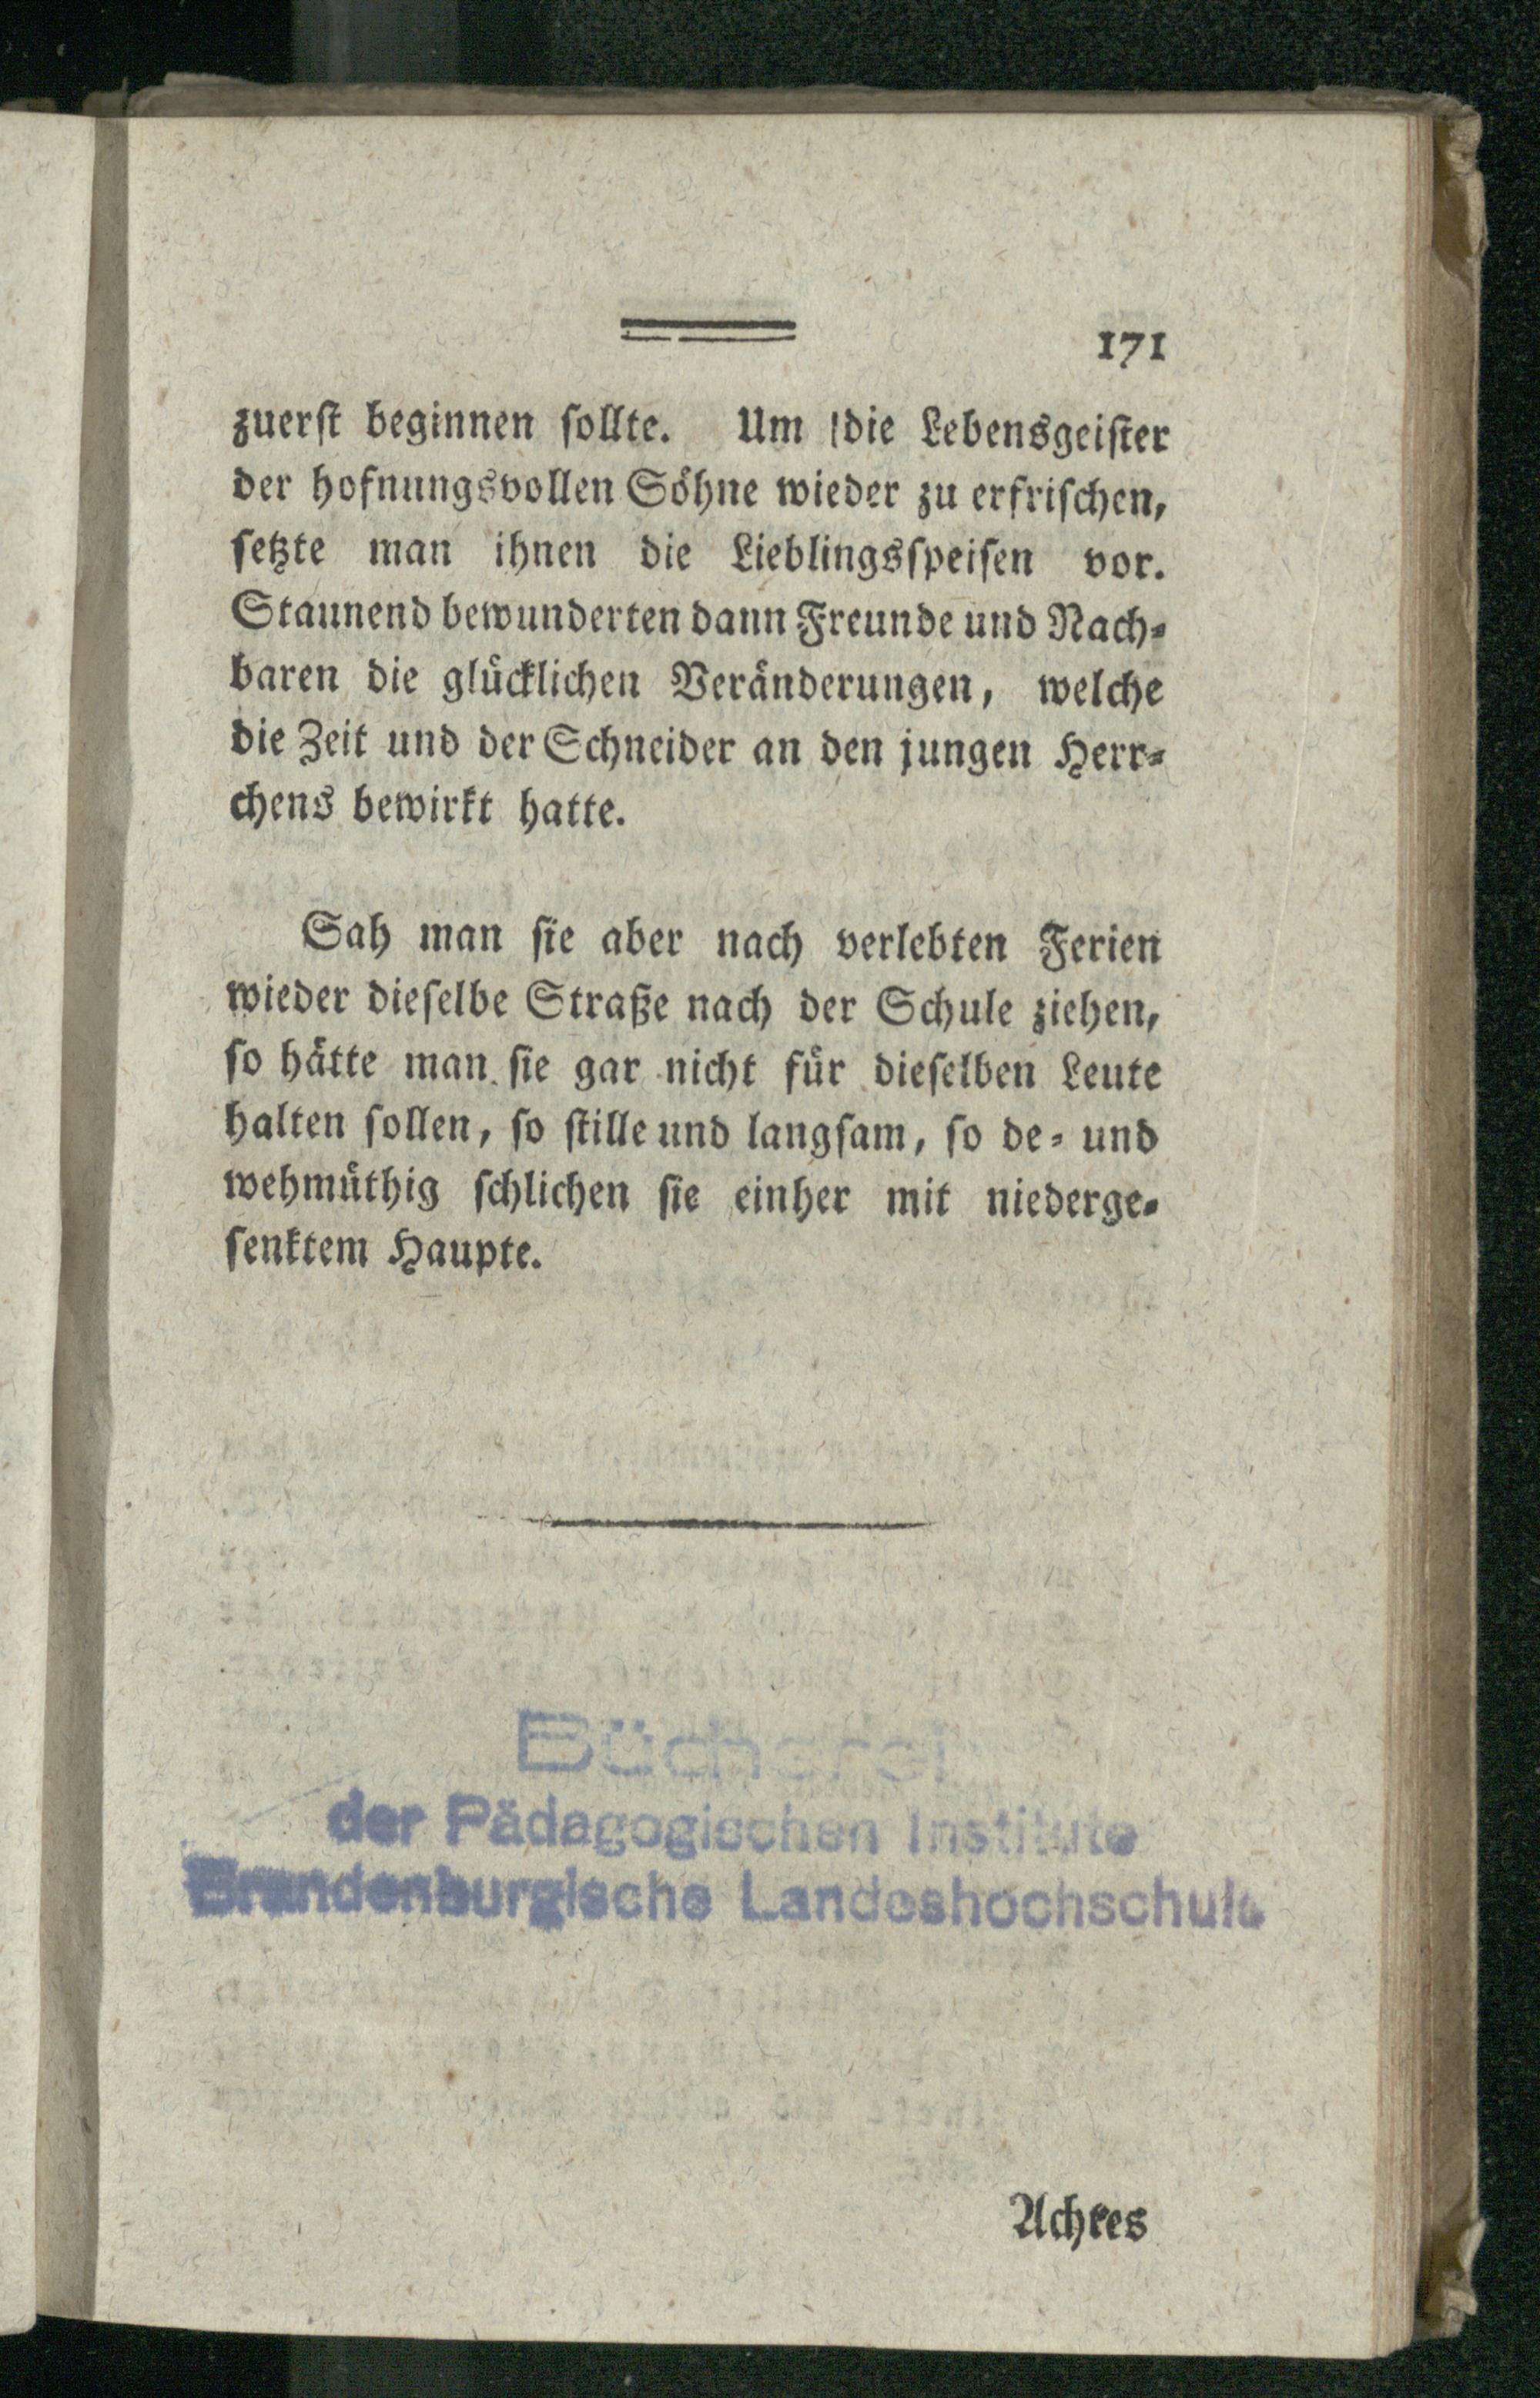 171
zuerſt beginnen ſollte. Um die Lebensgeiſter
der hofnungsvollen Söhne wieder zu erfriſchen,
ſetzte man ihnen die Lieblingsſpeiſen vor.
Staunend bewunderten dann Freunde und Nach⸗
baren die glücklichen Veränderungen, welche
die Zeit und der Schneider an den jungen Herr⸗
chens bewirkt hatte.
Sah man ſie aber nach verlebten Ferien
wieder dieſelbe Straße nach der Schule ziehen,
ſo hätte man ſie gar nicht für dieſelben Leute
halten ſollen, ſo ſtille und langſam, ſo de⸗ und
wehmüthig ſchlichen ſie einher mit niederge⸗
ſenktem Haupte.
Bücherei
der Pädagogischen Institute
Brandenburgische Landeshochschule
Achtes